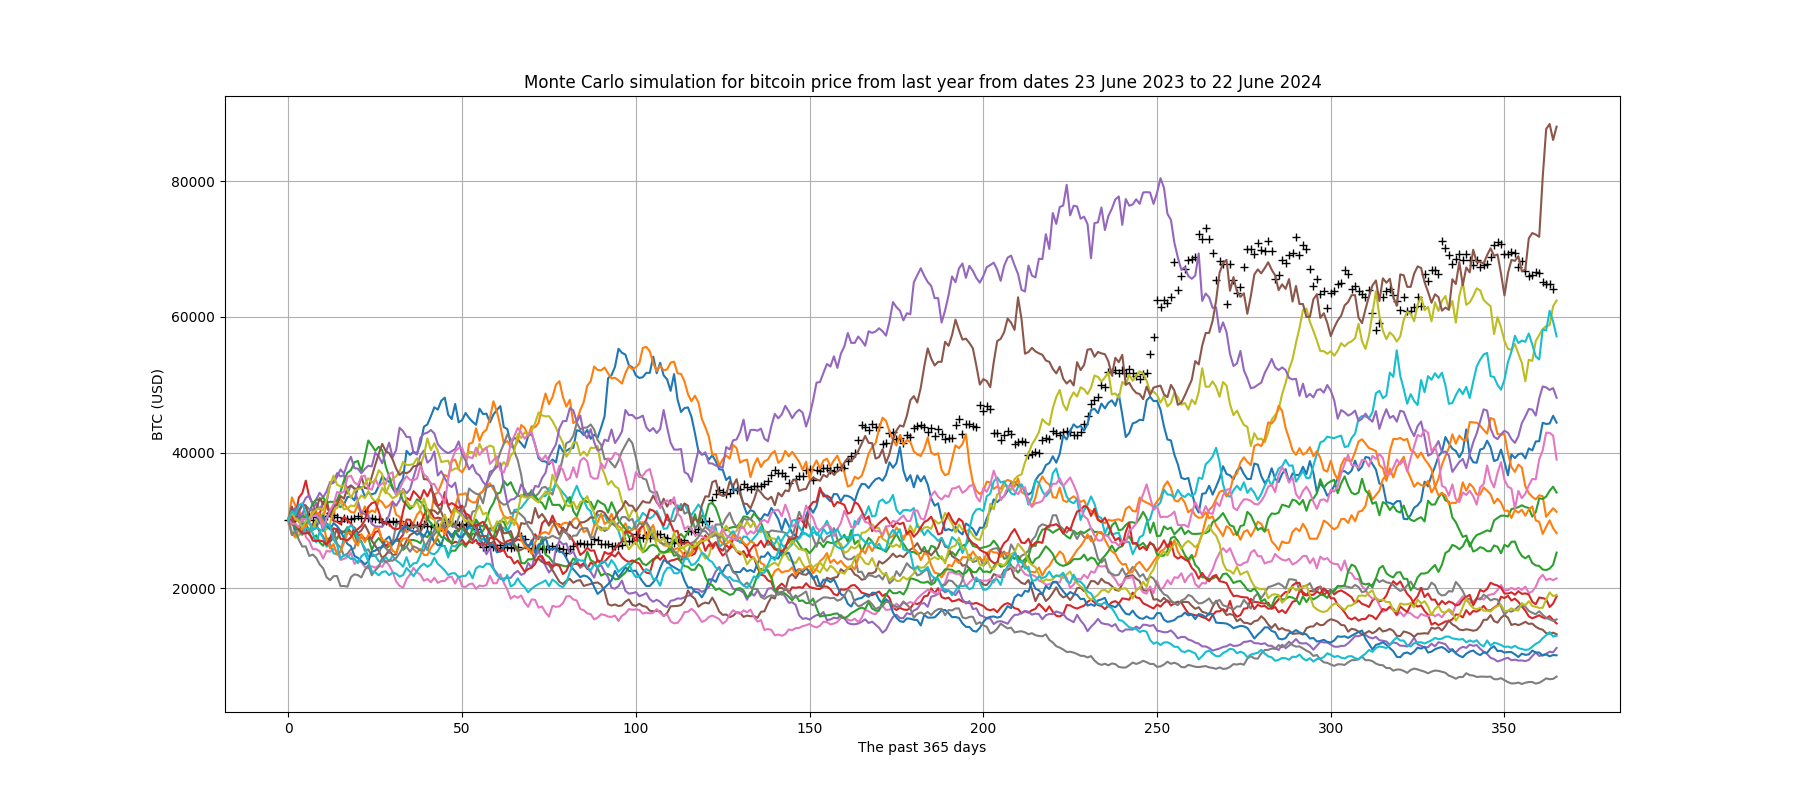 Monte Carlo simulation for bitcoin price from last year from dates 23 June 2023 to 22 June 2024
BTC (USD)
80000
60000
40000
20000
0 50 100 150 200 250 300 350
The past 365 days